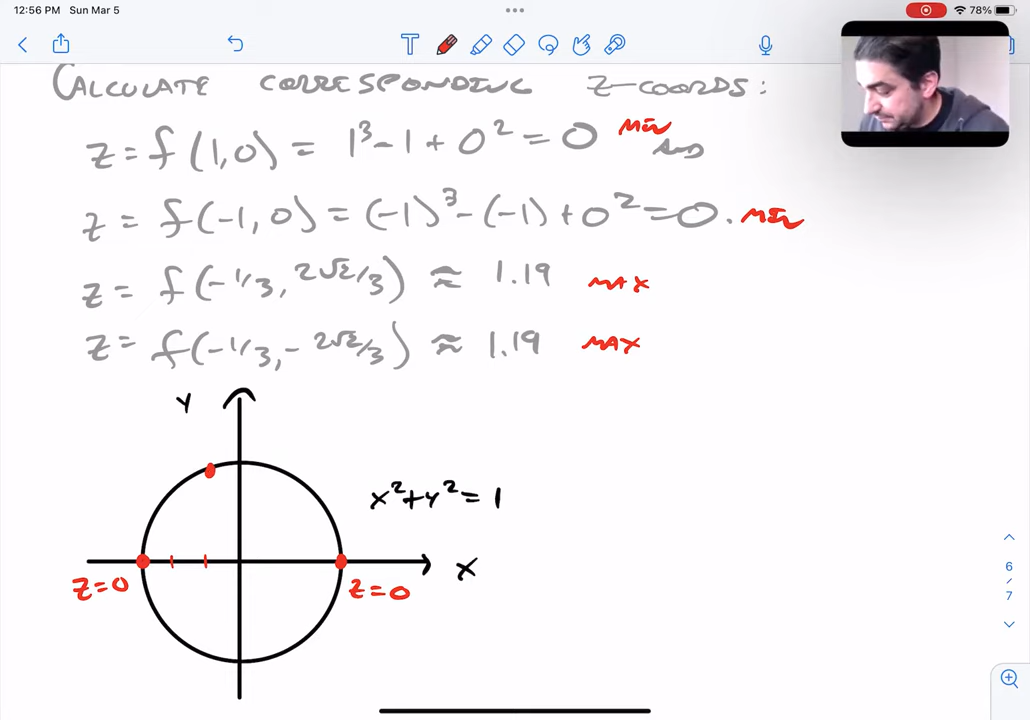 12:56 PM Sun Mar 5
78%
T
CALCULATE CORRESPONDING Z-COORDS:
z = f(1,0) = 1³ - 1 + 0² = 0 MIN
AND
z = f(-1,0) = (-1)³ - (-1) + 0² = 0. MIN
z = f(-1/3, 2√2/3) ≈ 1.19 MAX
z = f(-1/3, -2√2/3) ≈ 1.19 MAX
Y
x² + y² = 1
X
z=0
z=0
6
/
7